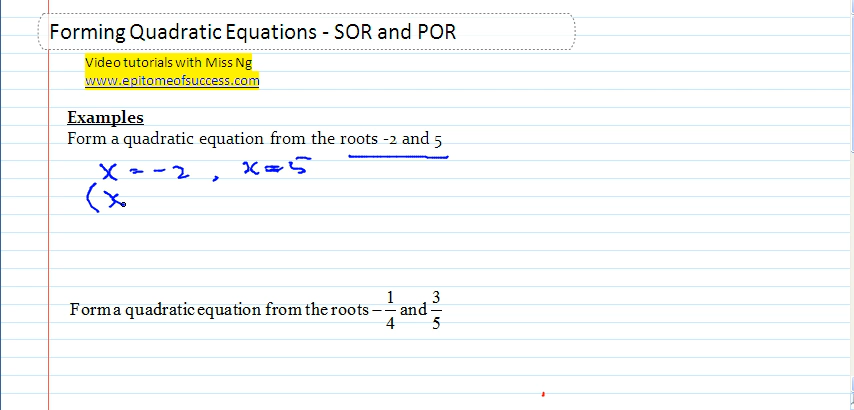 Forming Quadratic Equations - SOR and POR
Video tutorials with Miss Ng
www.epitomeofsuccess.com
Examples
Form a quadratic equation from the roots -2 and 5
x = -2 , x = 5
(x
Form a quadratic equation from the roots -1/4 and 3/5